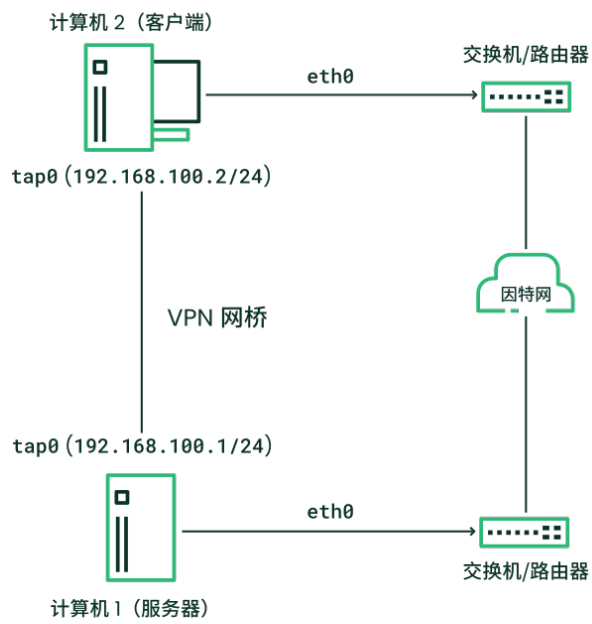 计算机 2（客户端）
交换机/路由器
eth0
tap0（192.168.100.2/24）
因特网
VPN 网桥
tap0（192.168.100.1/24）
eth0
交换机/路由器
计算机 1（服务器）